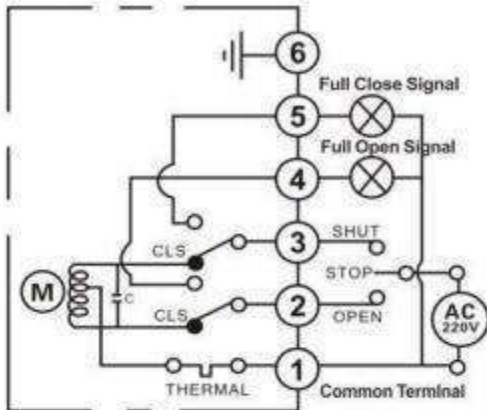 6
Full Close Signal
5
Full Open Signal
4
CLS
3
SHUT
STOP
M
C
CLS
2
OPEN
AC
220V
THERMAL
1
Common Terminal